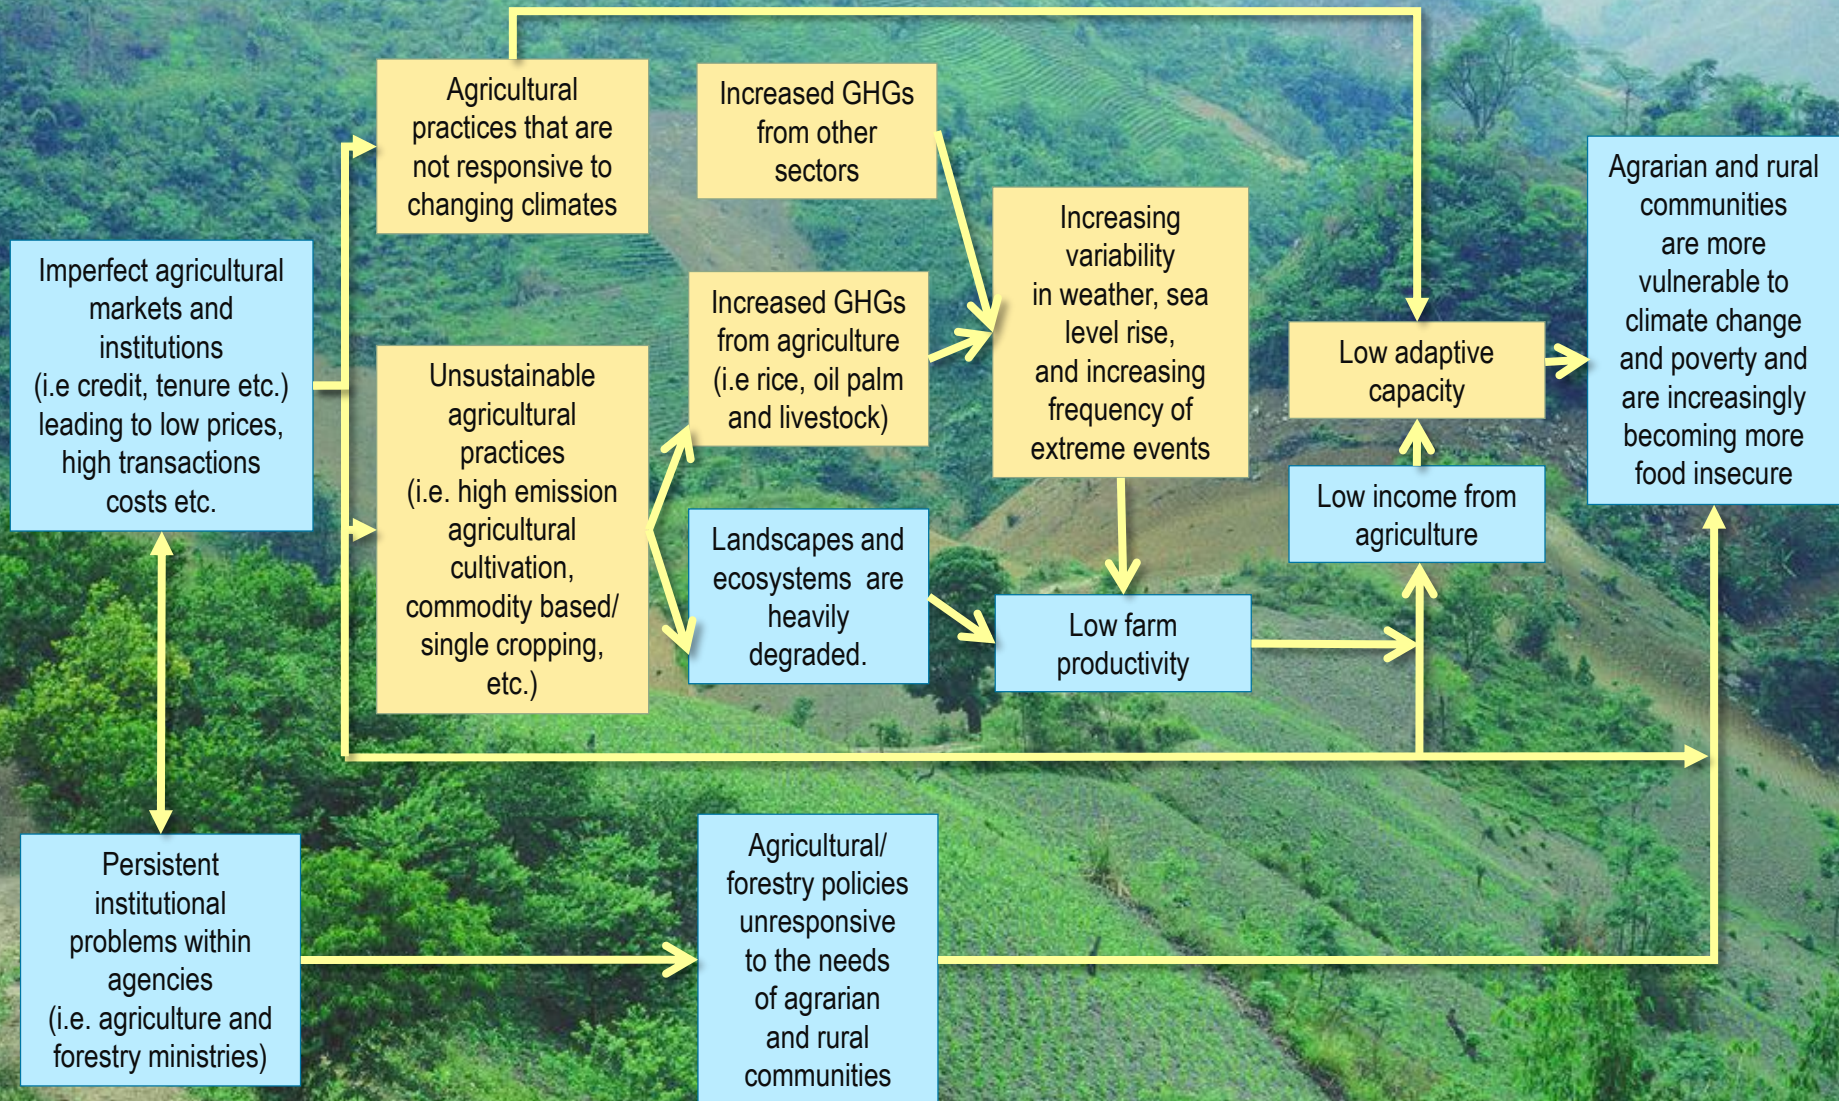 Agricultural
practices that are
not responsive to
changing climates
Increased GHGs
from other
sectors
Agrarian and rural
communities
are more
vulnerable to
climate change
and poverty and
are increasingly
becoming more
food insecure
Increasing
variability
in weather, sea
level rise,
and increasing
frequency of
extreme events
Imperfect agricultural
markets and
institutions
(i.e credit, tenure etc.)
leading to low prices,
high transactions
costs etc.
Increased GHGs
from agriculture
(i.e rice, oil palm
and livestock)
Low adaptive
capacity
Unsustainable
agricultural
practices
(i.e. high emission
agricultural
cultivation,
commodity based/
single cropping,
etc.)
Low income from
agriculture
Landscapes and
ecosystems are
heavily
degraded.
Low farm
productivity
Persistent
institutional
problems within
agencies
(i.e. agriculture and
forestry ministries)
Agricultural/
forestry policies
unresponsive
to the needs
of agrarian
and rural
communities